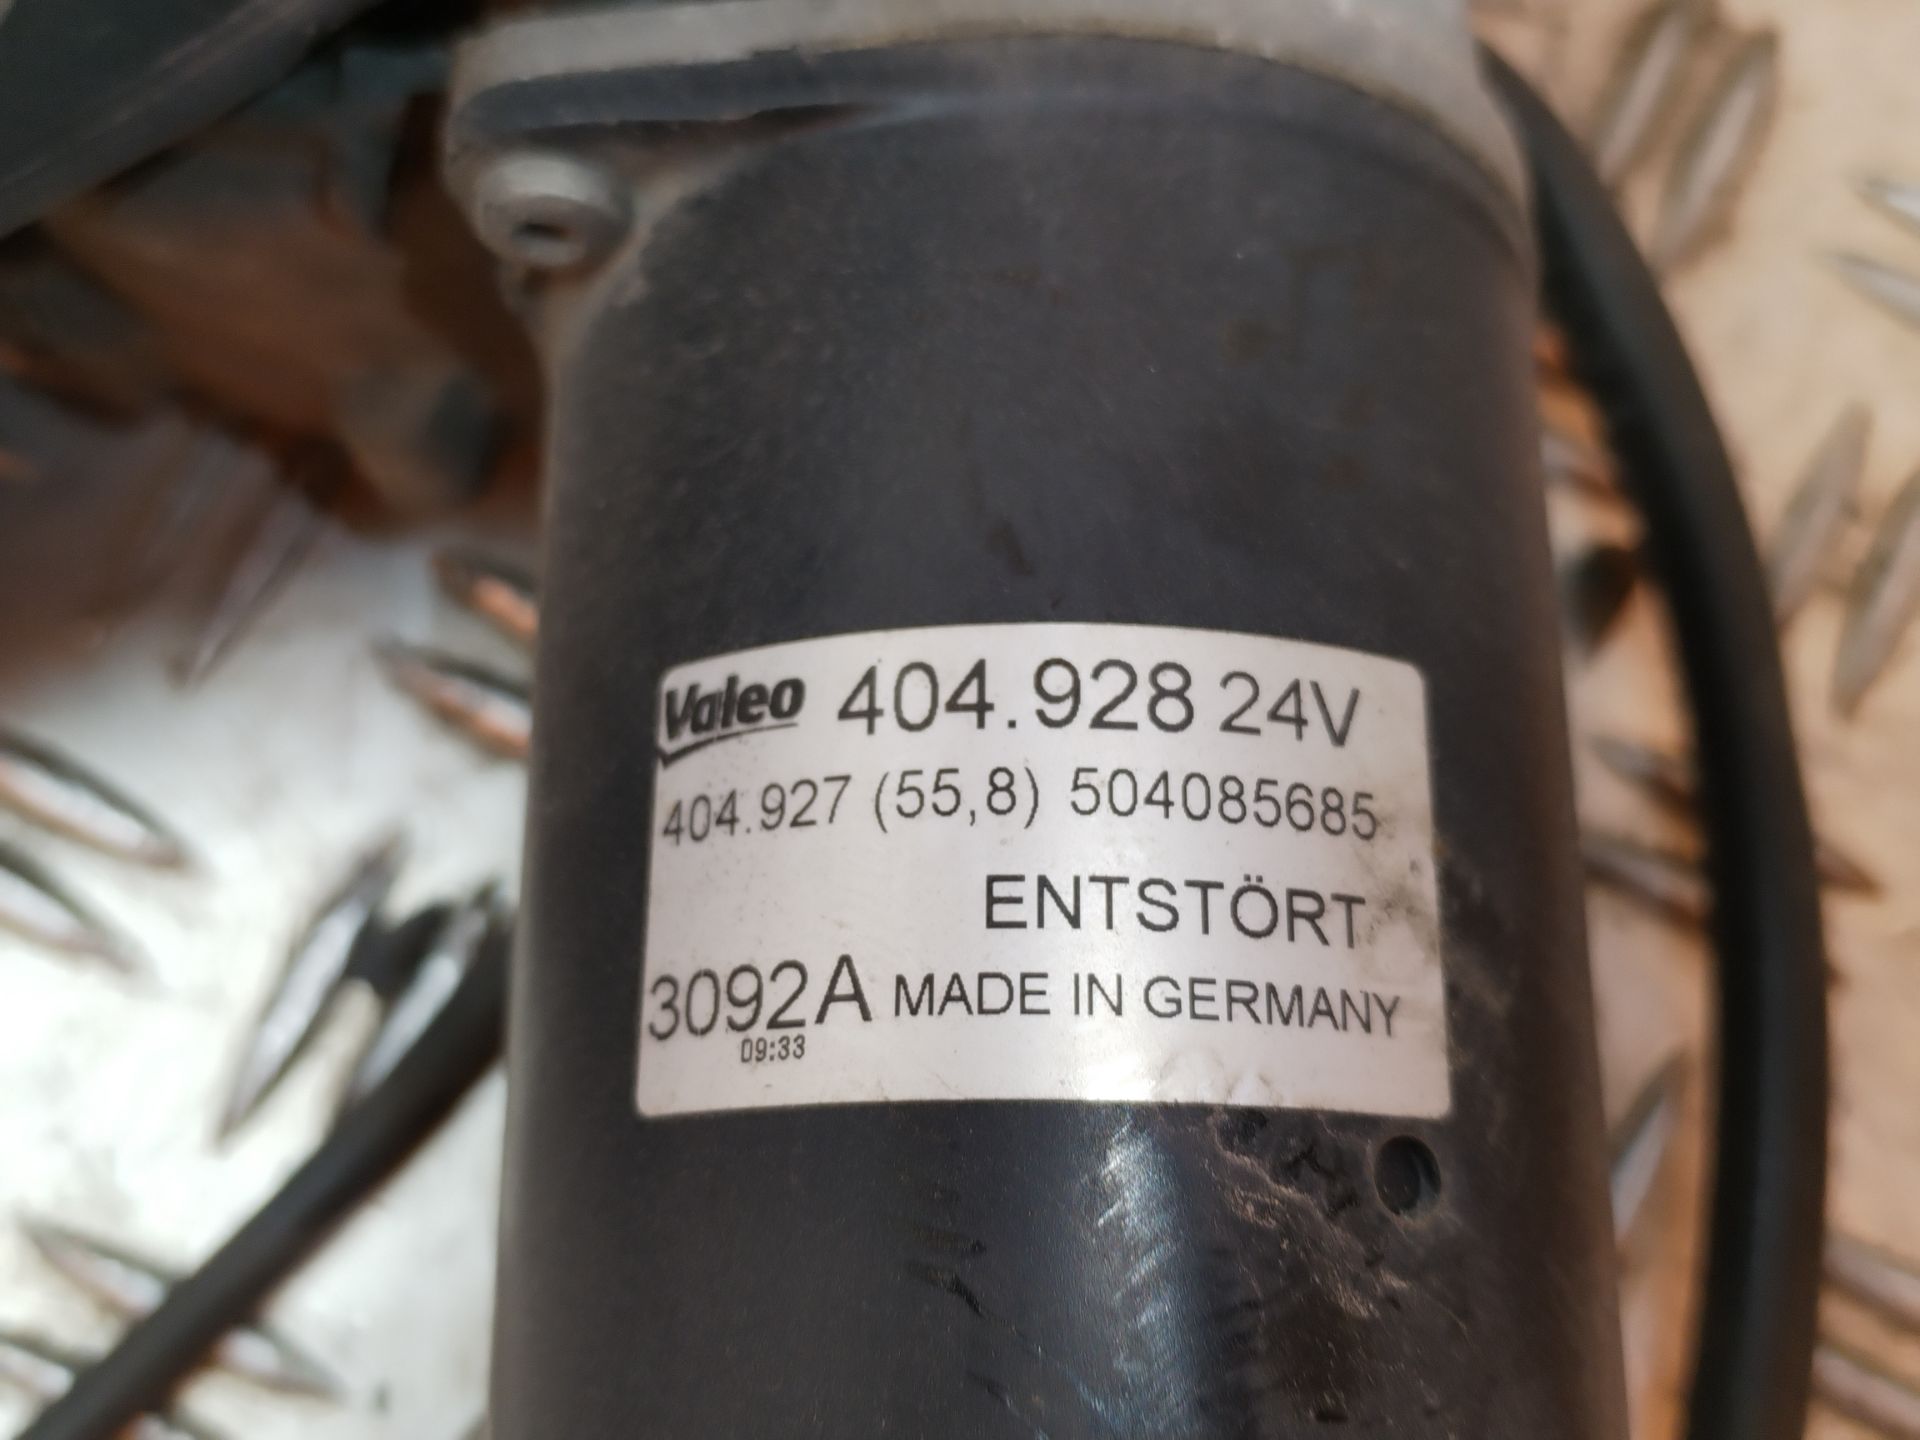 Valeo 404.928 24V
404.927 (55,8) 504085685
ENTSTÖRT
3092A MADE IN GERMANY
09:33